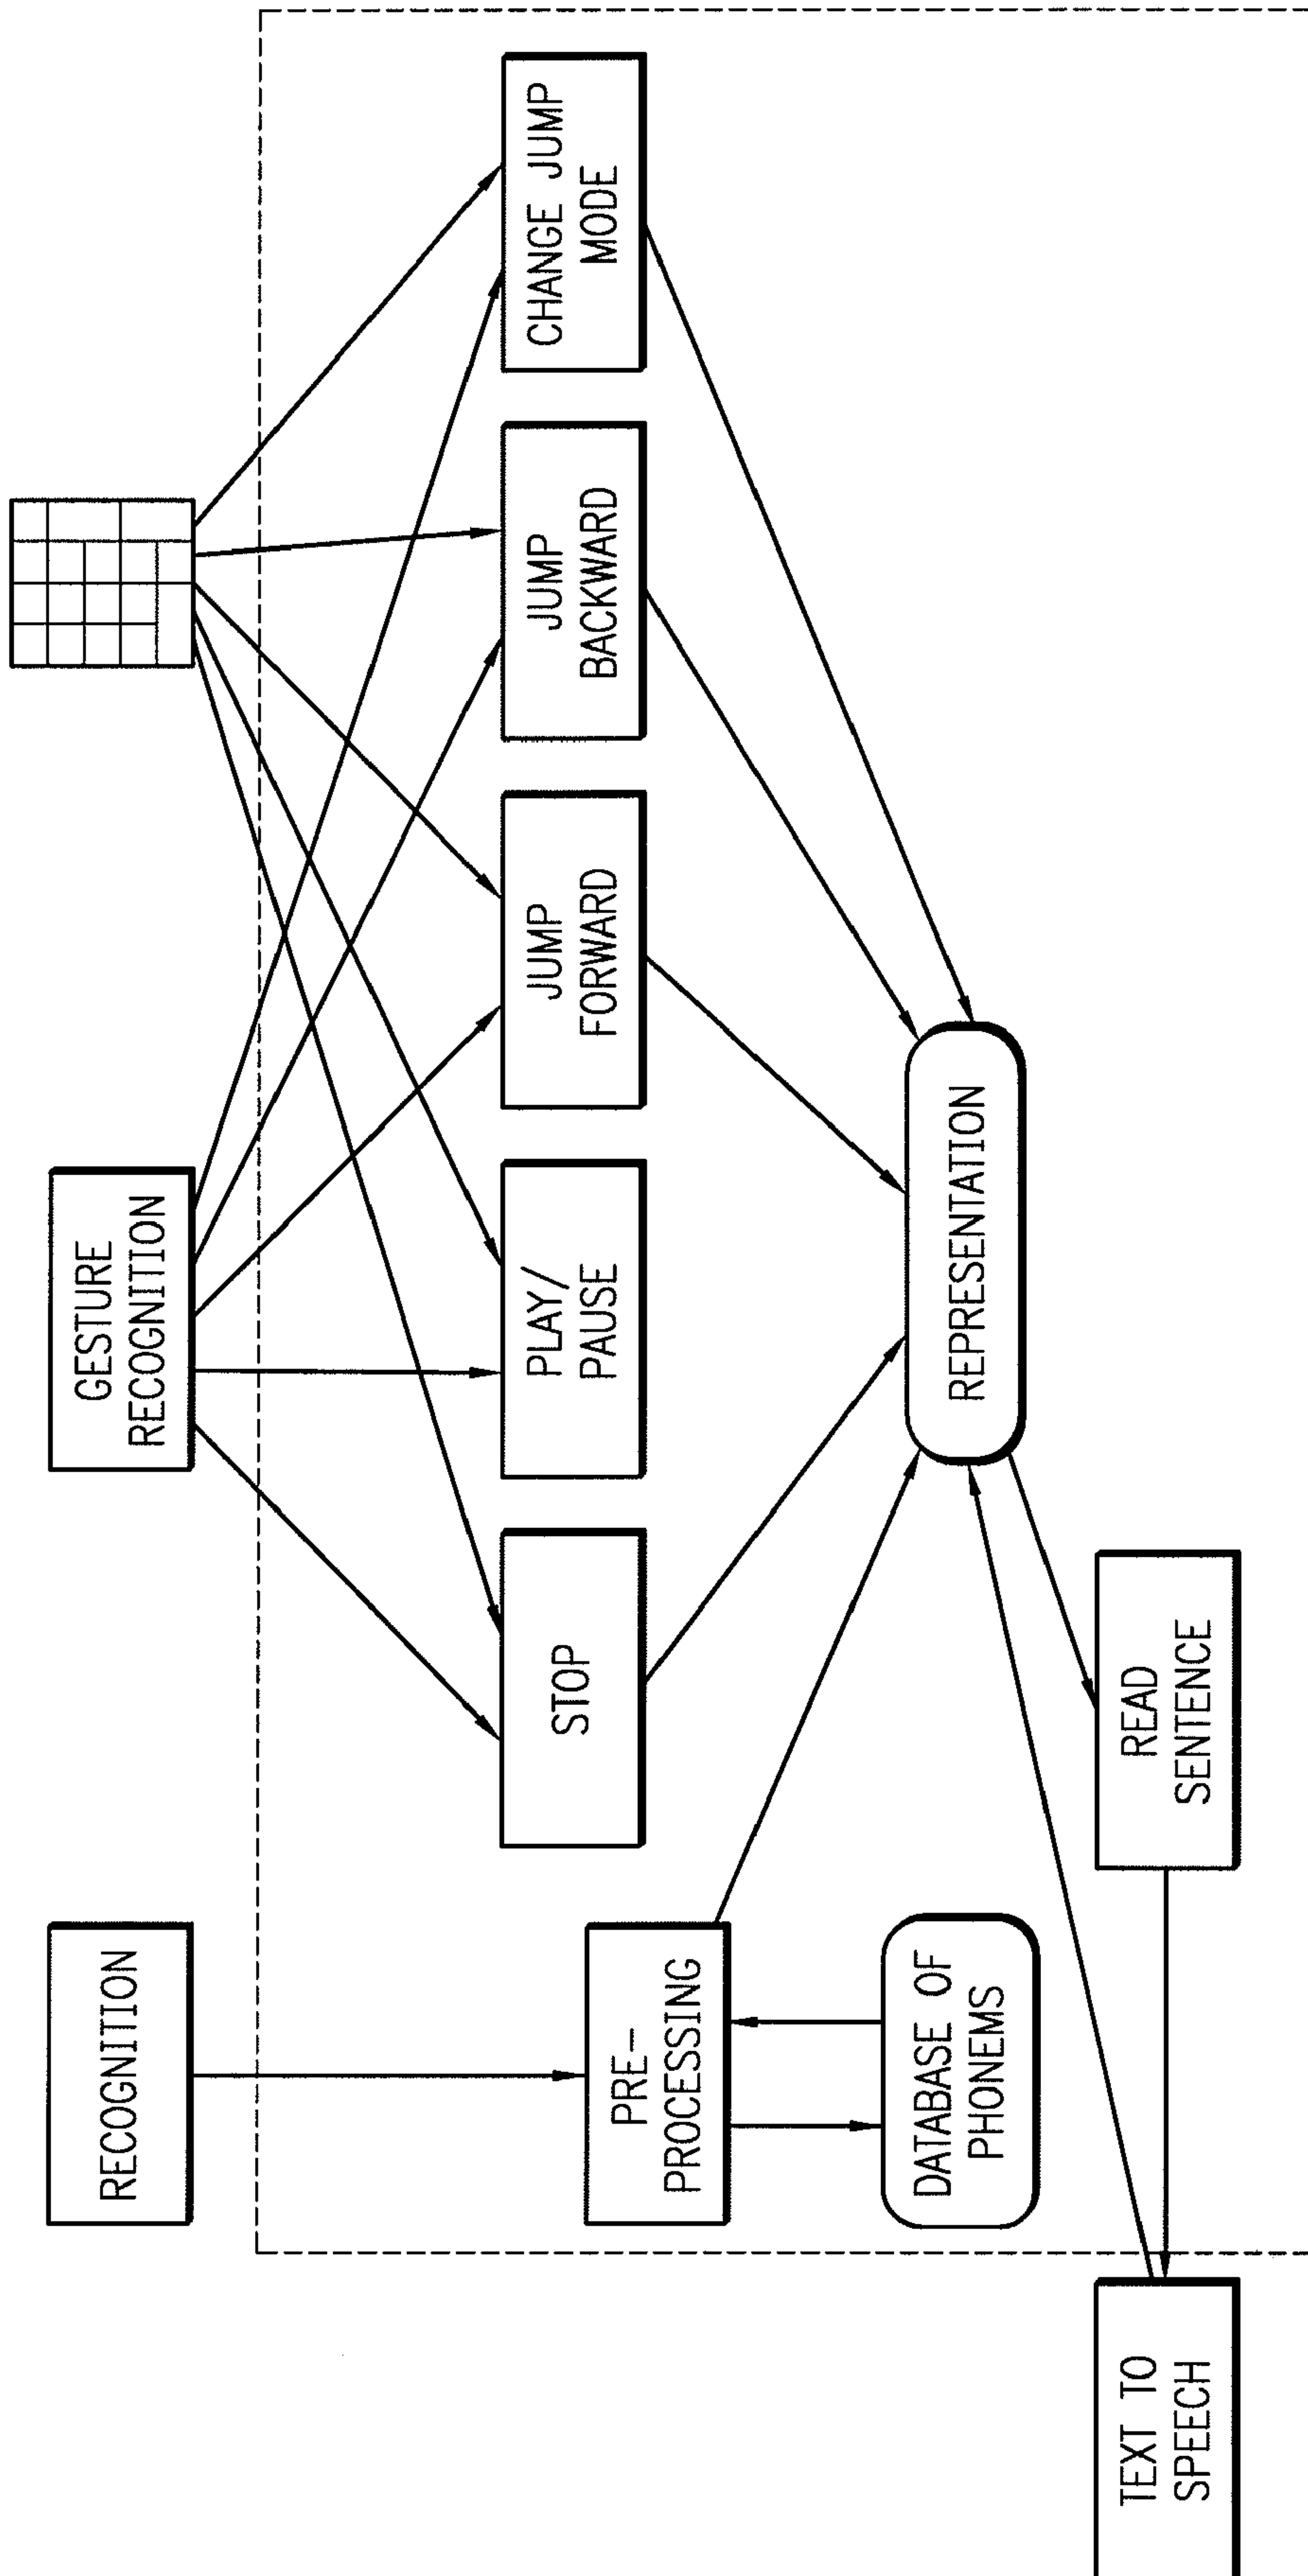 RECOGNITION
GESTURE
RECOGNITION
PRE-
PROCESSING
STOP
PLAY/
PAUSE
JUMP
FORWARD
JUMP
BACKWARD
CHANGE JUMP
MODE
DATABASE OF
PHONEMS
REPRESENTATION
TEXT TO
SPEECH
READ
SENTENCE